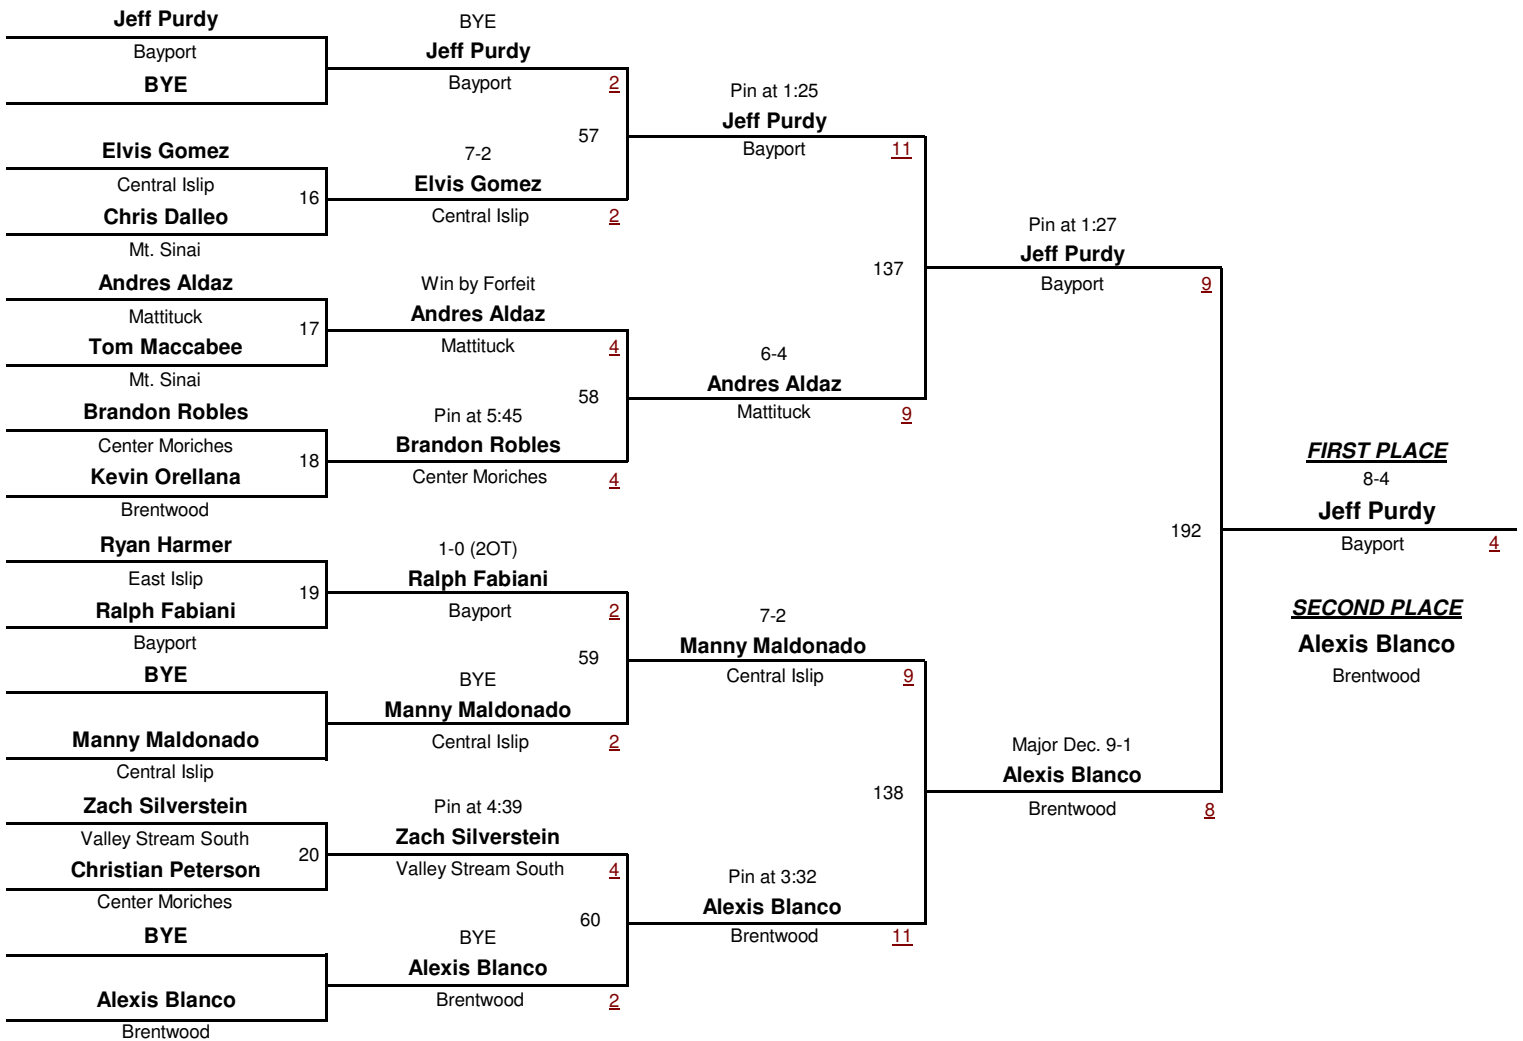 Jeff Purdy
Bayport
BYE
Elvis Gomez
Central Islip
16
Chris Dalleo
Mt. Sinai
Andres Aldaz
Mattituck
17
Tom Maccabee
Mt. Sinai
Brandon Robles
Center Moriches
18
Kevin Orellana
Brentwood
Ryan Harmer
East Islip
19
Ralph Fabiani
Bayport
BYE
Manny Maldonado
Central Islip
Zach Silverstein
Valley Stream South
20
Christian Peterson
Center Moriches
BYE
Alexis Blanco
Brentwood
BYE
Jeff Purdy
Bayport
2
57
7-2
Elvis Gomez
Central Islip
2
Win by Forfeit
Andres Aldaz
Mattituck
4
58
Pin at 5:45
Brandon Robles
Center Moriches
4
1-0 (2OT)
Ralph Fabiani
Bayport
2
59
BYE
Manny Maldonado
Central Islip
2
Pin at 4:39
Zach Silverstein
Valley Stream South
4
60
BYE
Alexis Blanco
Brentwood
2
Pin at 1:25
Jeff Purdy
Bayport
11
137
6-4
Andres Aldaz
Mattituck
9
7-2
Manny Maldonado
Central Islip
9
138
Pin at 3:32
Alexis Blanco
Brentwood
11
Pin at 1:27
Jeff Purdy
Bayport
9
192
Major Dec. 9-1
Alexis Blanco
Brentwood
8
FIRST PLACE
8-4
Jeff Purdy
Bayport
4
SECOND PLACE
Alexis Blanco
Brentwood